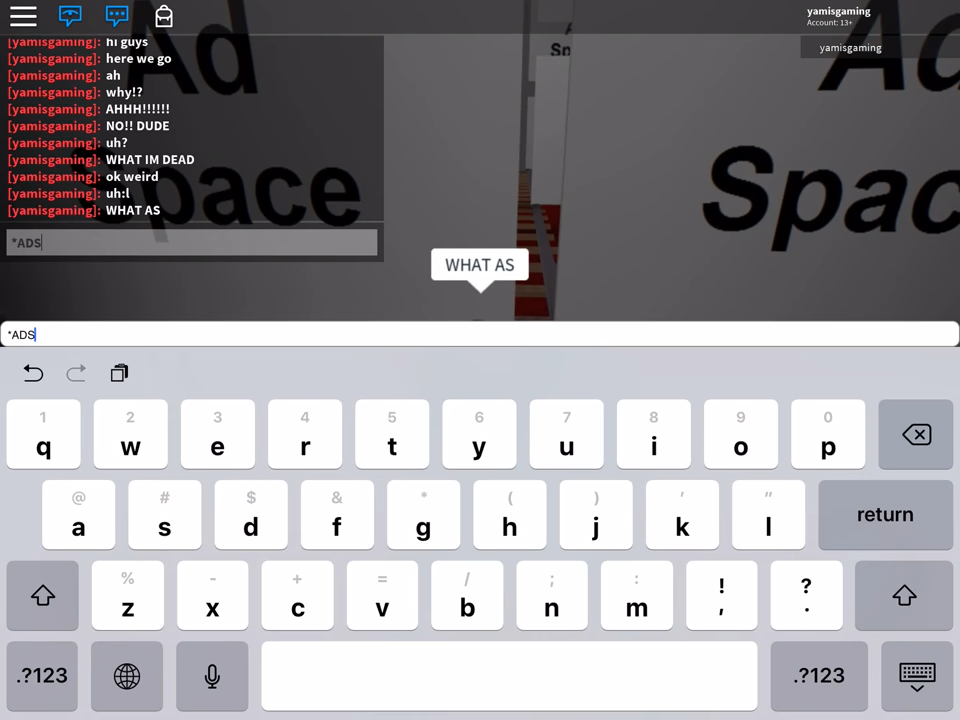 yamisgaming
Account: 13+
yamisgaming
[yamisgaming]: hi guys
[yamisgaming]: here we go
[yamisgaming]: ah
[yamisgaming]: why!?
[yamisgaming]: AHHH!!!!!!
[yamisgaming]: NO!! DUDE
[yamisgaming]: uh?
[yamisgaming]: WHAT IM DEAD
[yamisgaming]: ok weird
[yamisgaming]: uh:l
[yamisgaming]: WHAT AS
*ADS
Ad
Space
Sp
Ad
Spac
WHAT AS
*ADS
1 2 3 4 5 6 7 8 9 0
q w e r t y u i o p
@ # $ & * ( ) ' "
a s d f g h j k l return
% - + = / ; : ! ?
z x c v b n m , .
.?123 .?123